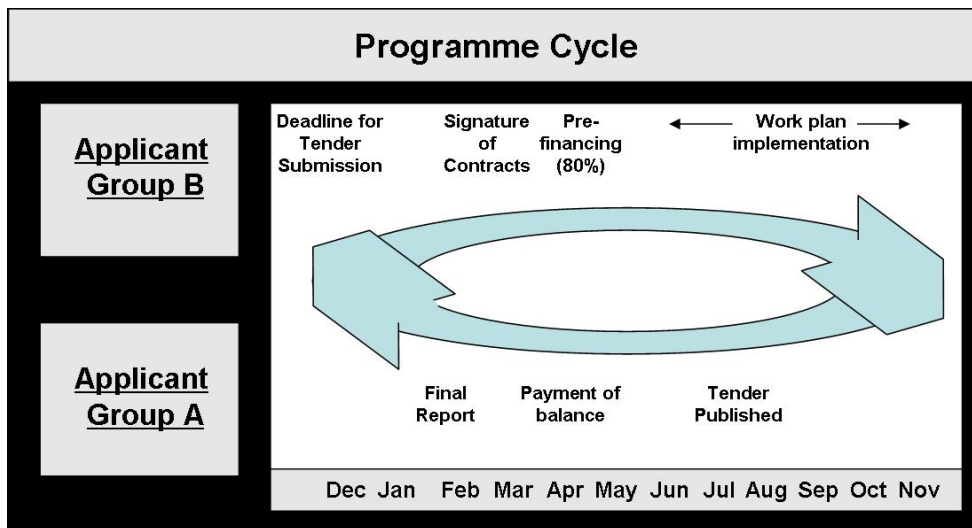 Programme Cycle
Applicant
Group B
Deadline for
Tender
Submission
Signature
of
Contracts
Pre-
financing
(80%)
Work plan
implementation
Applicant
Group A
Final
Report
Payment of
balance
Tender
Published
Dec Jan Feb Mar Apr May Jun Jul Aug Sep Oct Nov